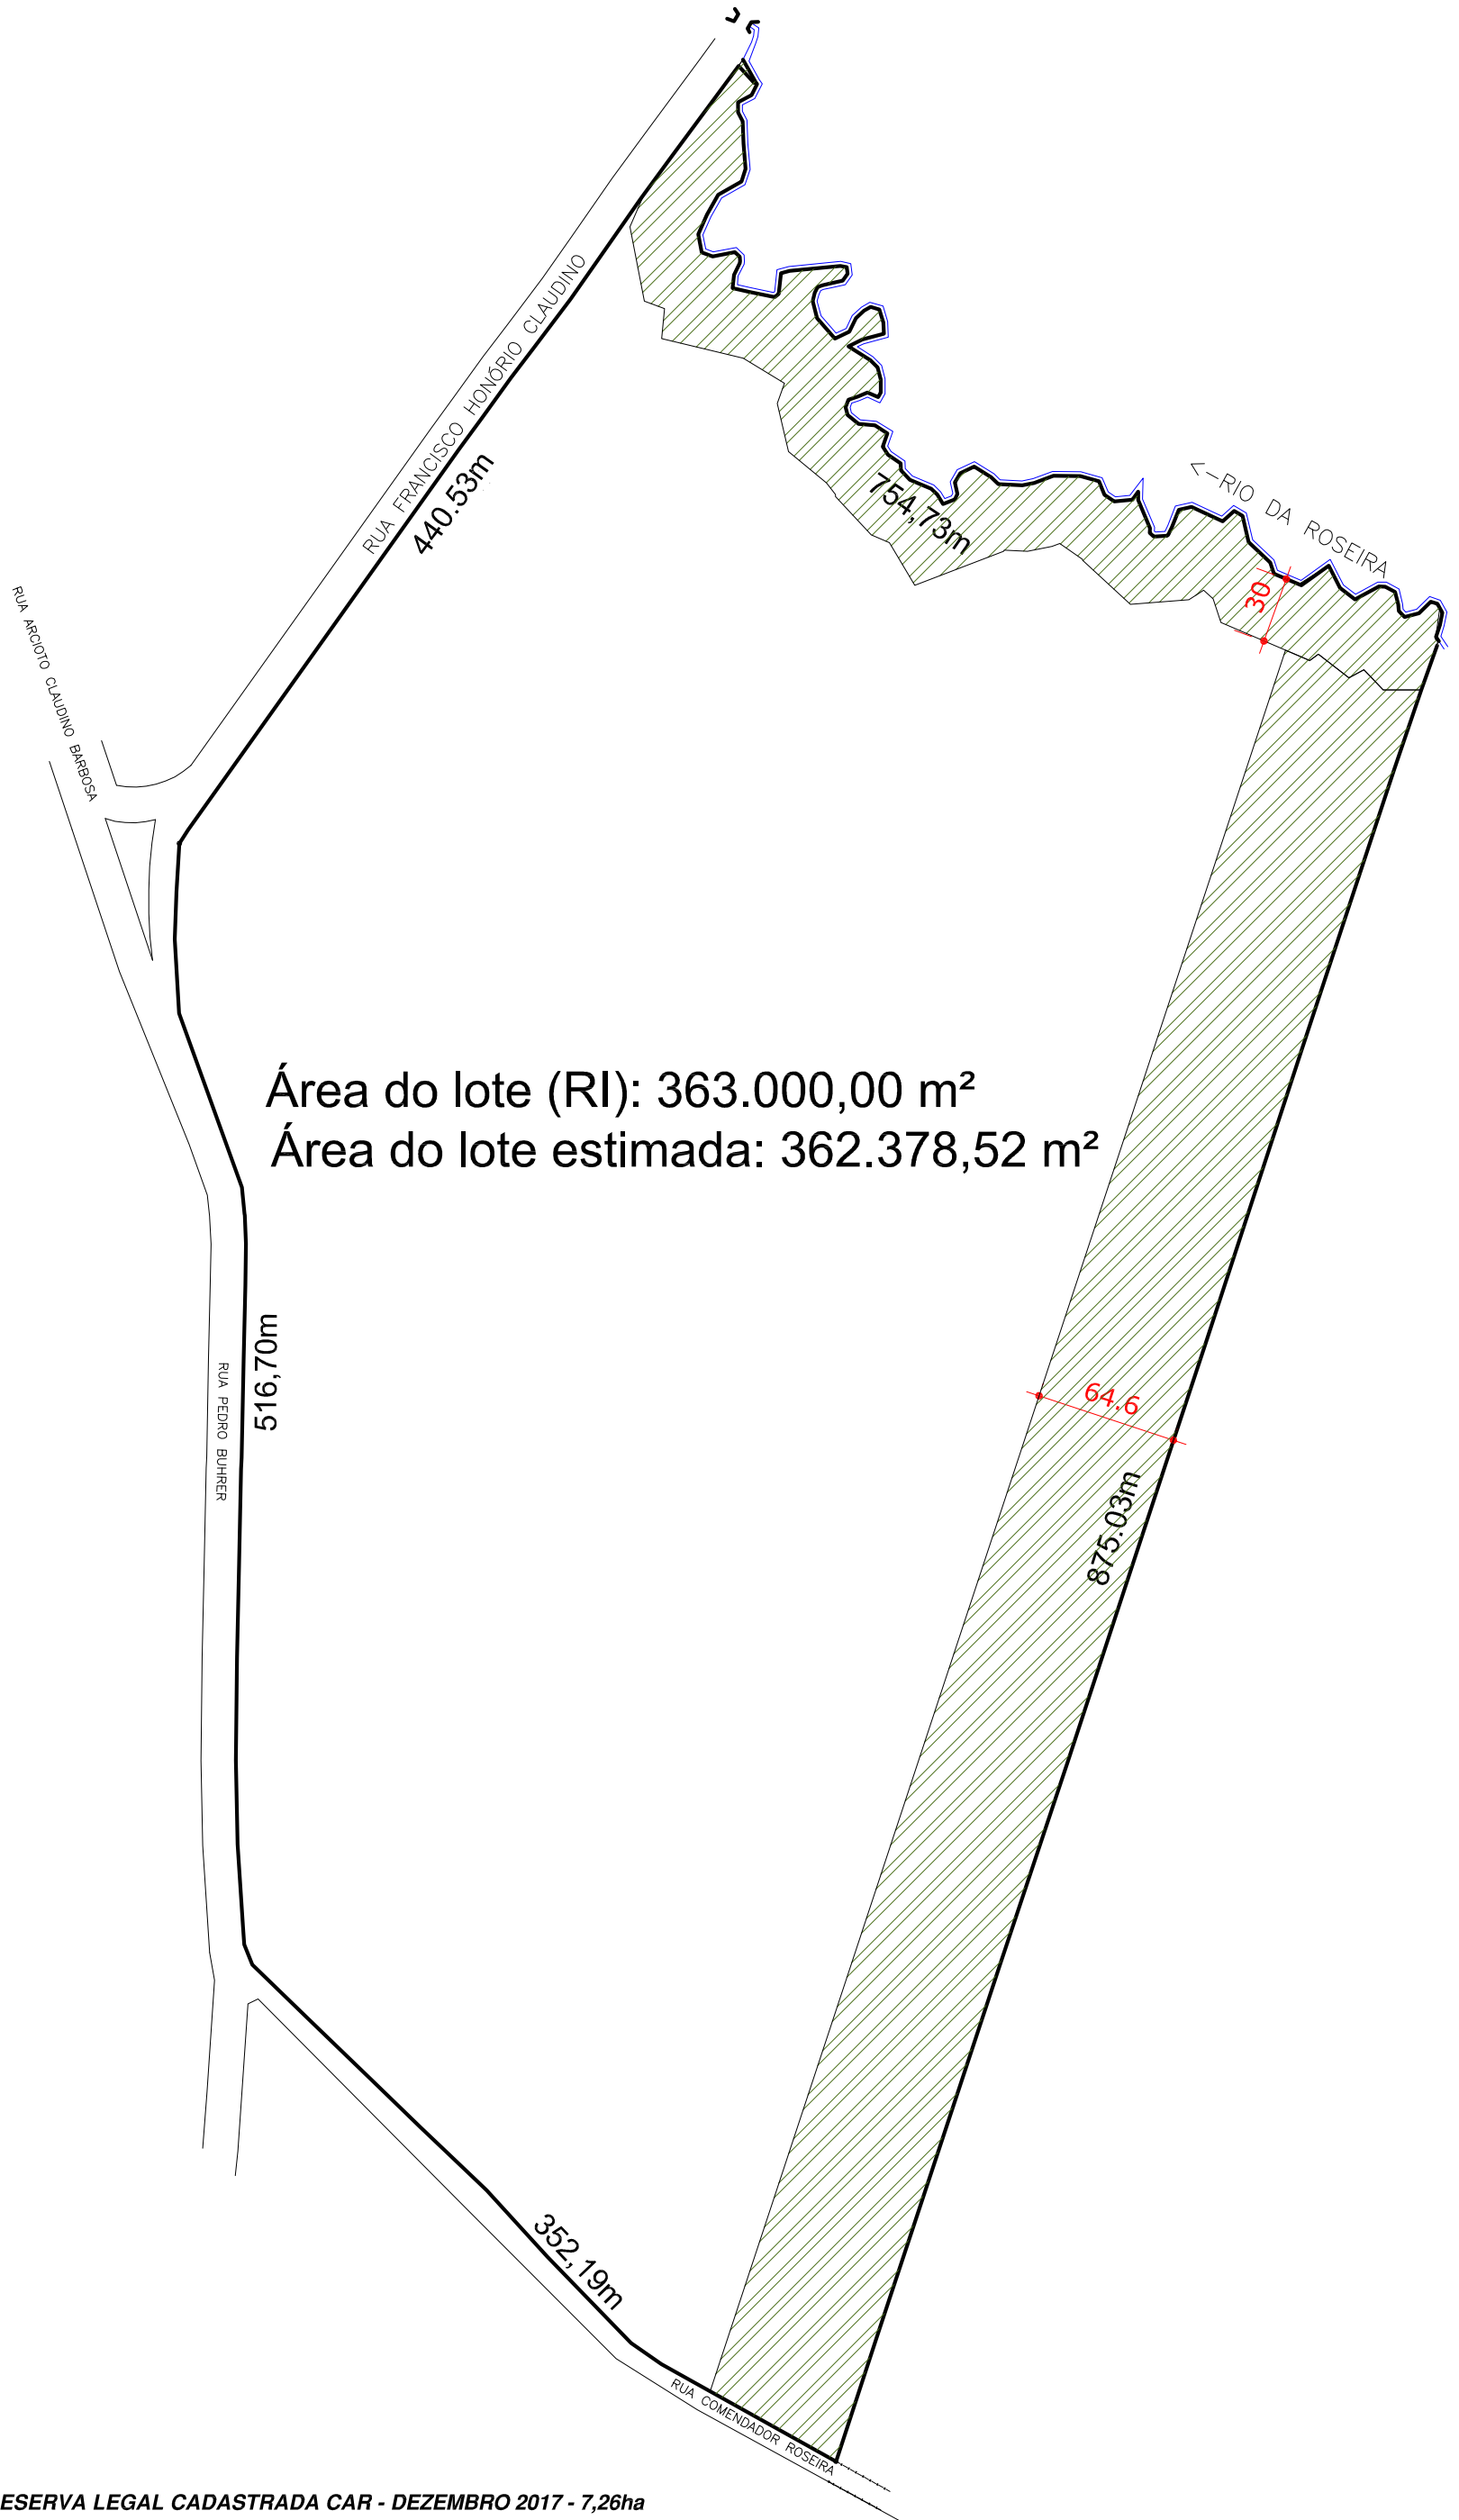 RUA FRANCISCO HONÓRIO CLAUDINO
440.53m
754,73m
<--RIO DA ROSEIRA
30
RUA ARCIOTO CLAUDINO BARBOSA
Área do lote (RI): 363.000,00 m²
Área do lote estimada: 362.378,52 m²
516,70m
RUA PEDRO BUHRER
64.6
875.03m
352,19m
RUA COMENDADOR ROSEIRA
ESERVA LEGAL CADASTRADA CAR - DEZEMBRO 2017 - 7,26ha